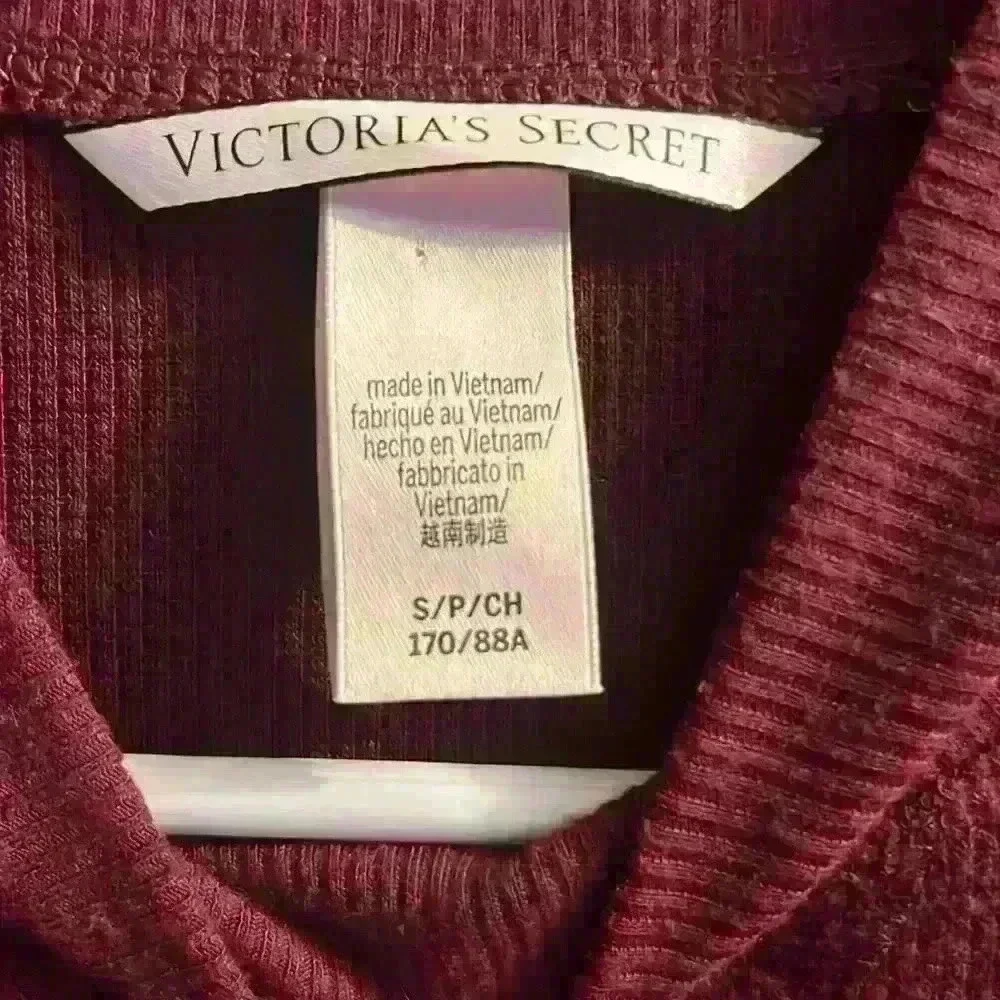 VICTORIA'S SECRET
made in Vietnam/
fabriqué au Vietnam/
hecho en Vietnam/
fabbricato in
Vietnam/
越南制造
S/P/CH
170/88A